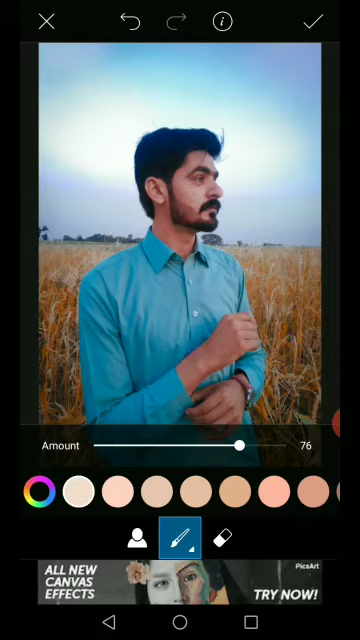 Amount
76
ALL NEW
CANVAS
EFFECTS
PicsArt
TRY NOW!